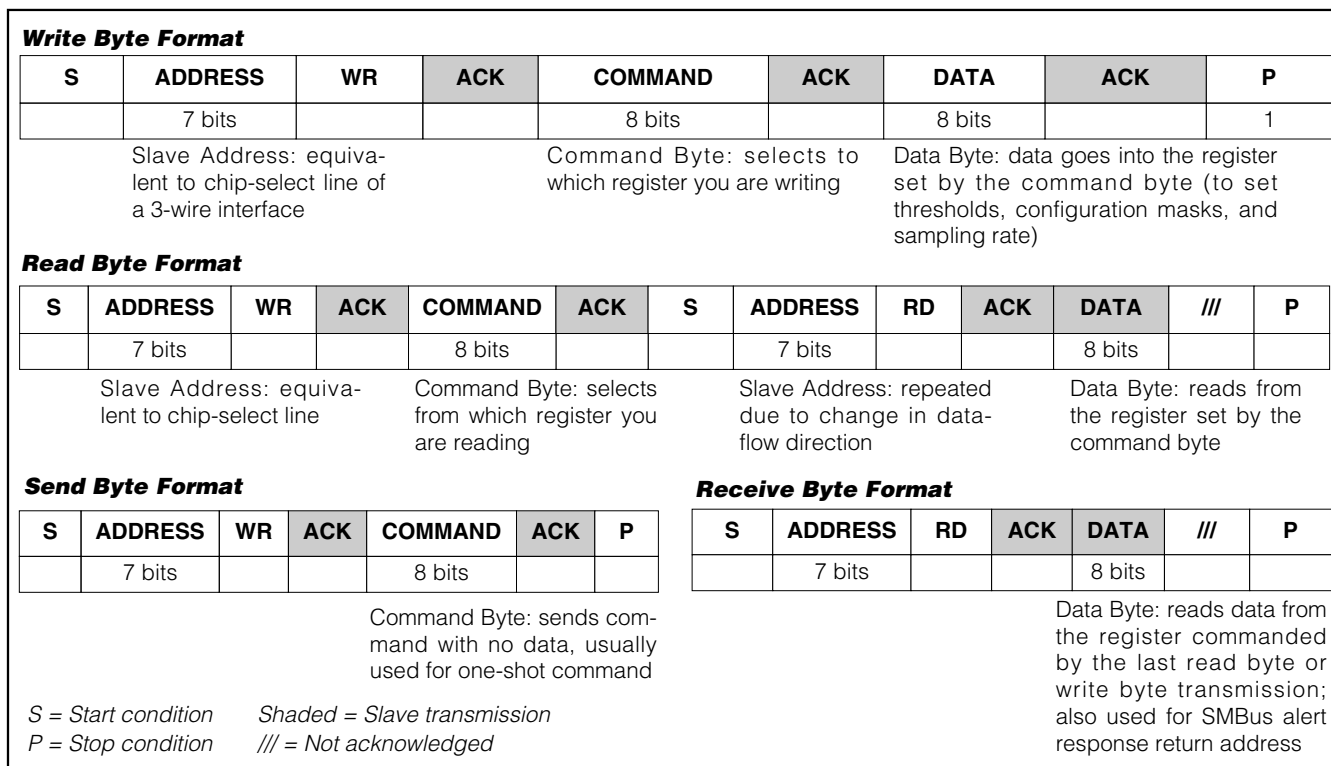 Write Byte Format
S ADDRESS WR ACK COMMAND ACK DATA ACK P
7 bits 8 bits 8 bits 1
Slave Address: equiva-
lent to chip-select line of
a 3-wire interface
Command Byte: selects to
which register you are writing
Data Byte: data goes into the register
set by the command byte (to set
thresholds, configuration masks, and
sampling rate)
Read Byte Format
S ADDRESS WR ACK COMMAND ACK S ADDRESS RD ACK DATA /// P
7 bits 8 bits 7 bits 8 bits
Slave Address: equiva-
lent to chip-select line
Command Byte: selects
from which register you
are reading
Slave Address: repeated
due to change in data-
flow direction
Data Byte: reads from
the register set by the
command byte
Send Byte Format
S ADDRESS WR ACK COMMAND ACK P
7 bits 8 bits
Command Byte: sends com-
mand with no data, usually
used for one-shot command
Receive Byte Format
S ADDRESS RD ACK DATA /// P
7 bits 8 bits
Data Byte: reads data from
the register commanded
by the last read byte or
write byte transmission;
also used for SMBus alert
response return address
S = Start condition Shaded = Slave transmission
P = Stop condition /// = Not acknowledged